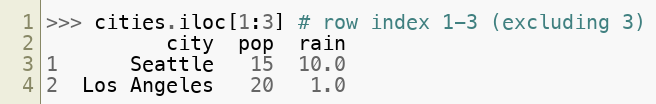 1 >>> cities.iloc[1:3] # row index 1-3 (excluding 3)
2           city  pop  rain
3 1      Seattle   15  10.0
4 2  Los Angeles   20   1.0